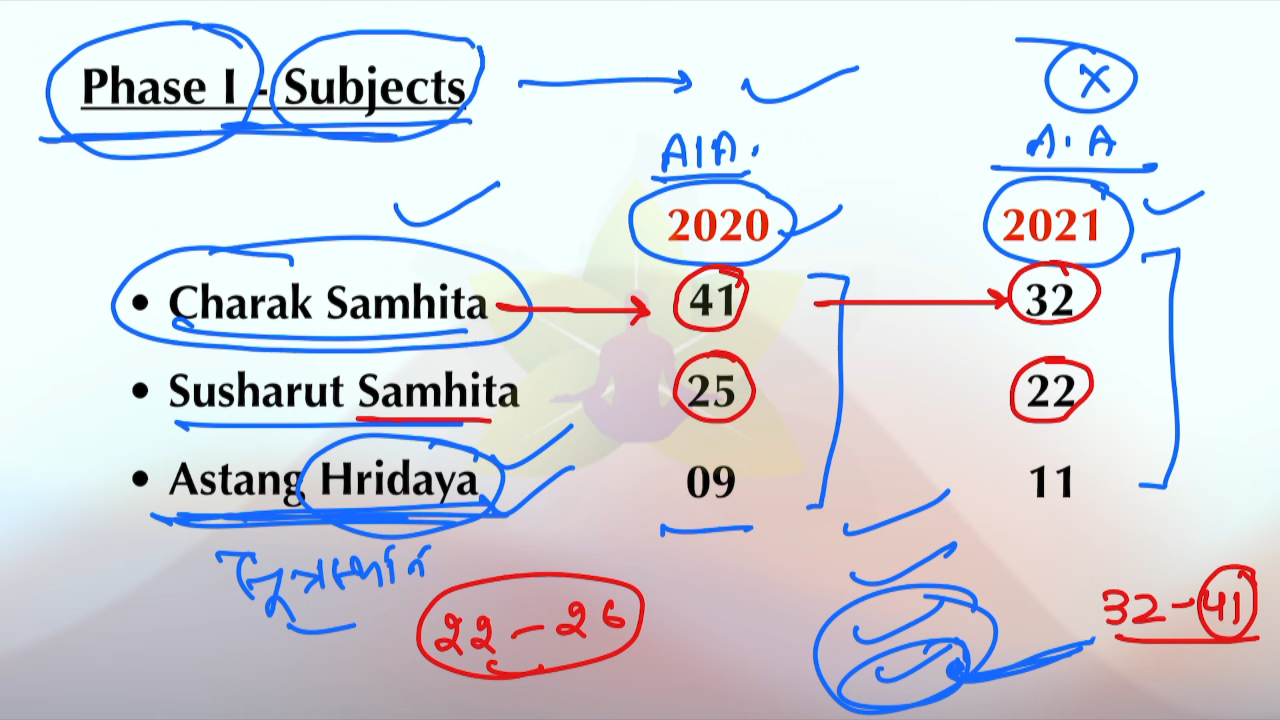 Phase I - Subjects
X
AIA.
A.A
2020 2021
• Charak Samhita 41 32
• Susharut Samhita 25 22
• Astang Hridaya 09 11
22-26
32-41